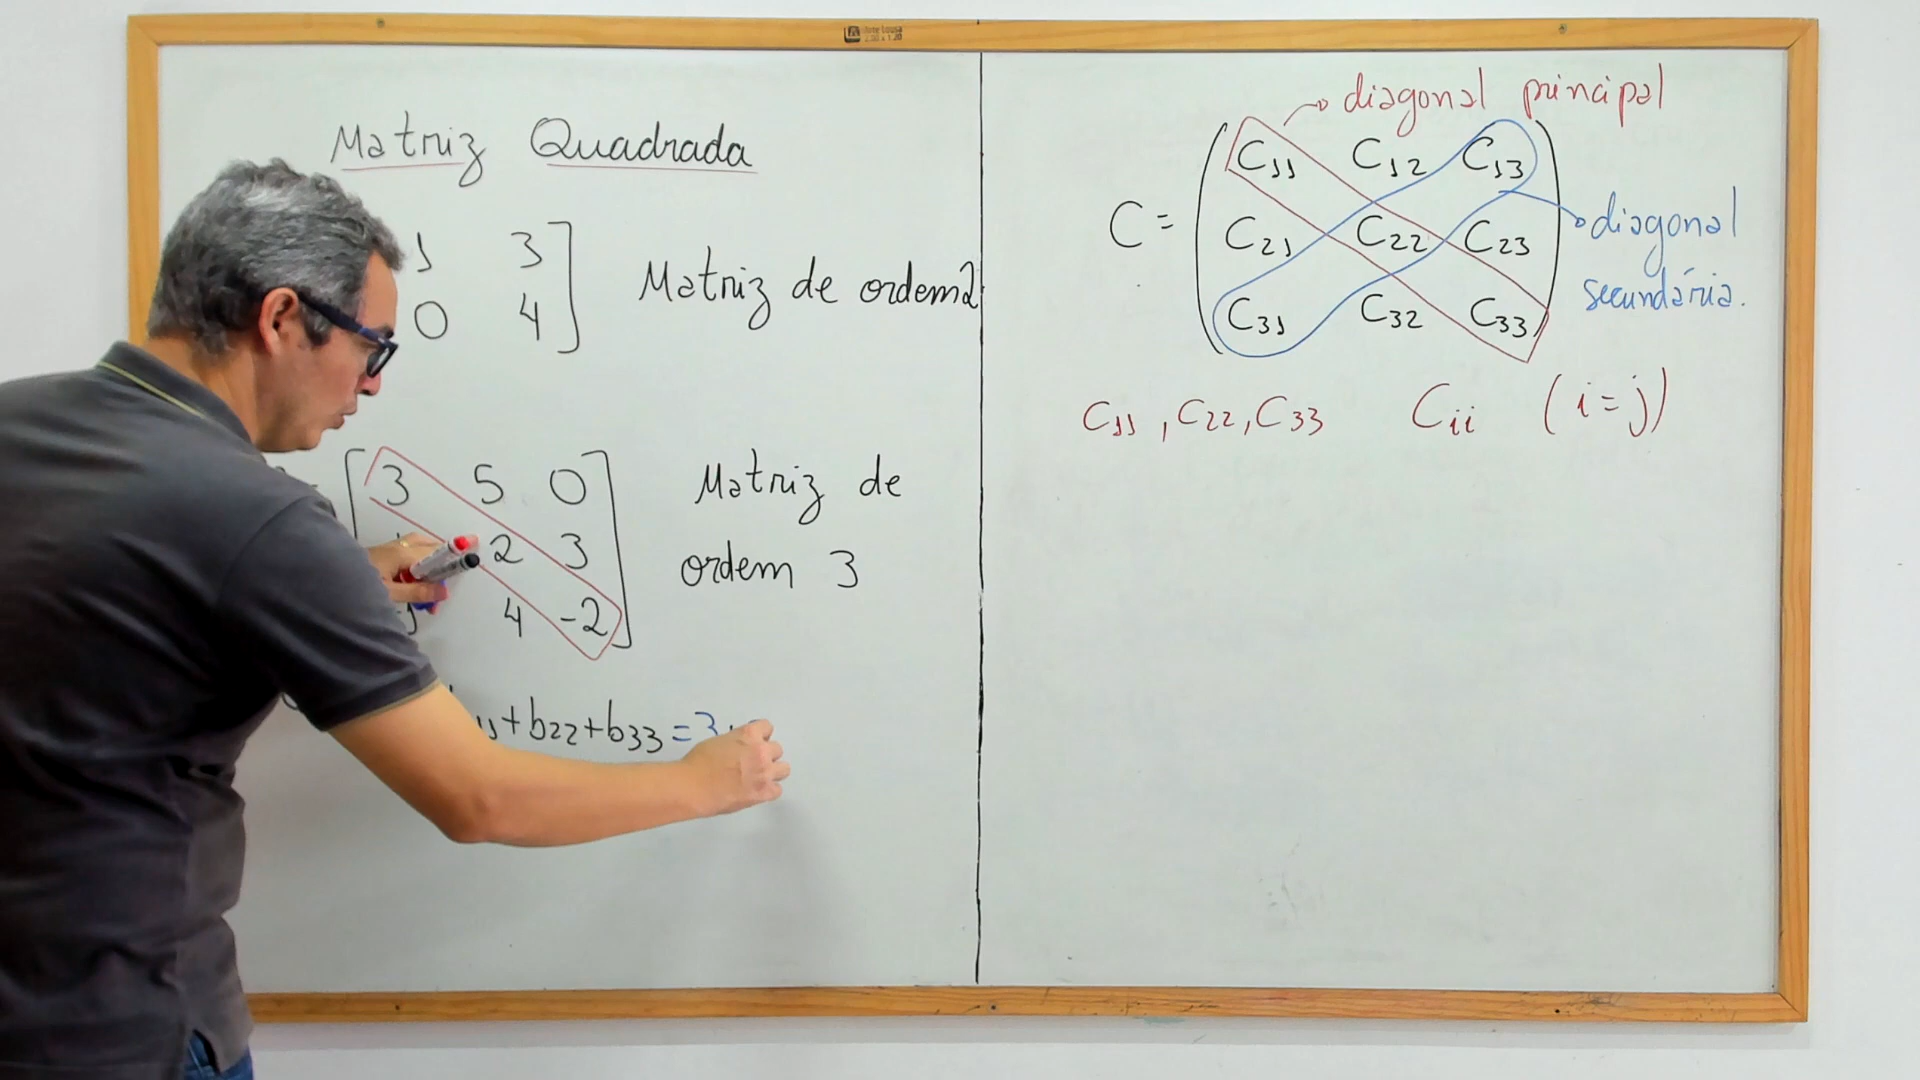 Matriz Quadrada
1 3
0 4
Matriz de ordem 2
3 5 0
2 3
4 -2
Matriz de
ordem 3
+b22+b33=3
diagonal principal
C=
C11 C12 C13
C21 C22 C23
C31 C32 C33
diagonal
secundária.
C11, C22, C33 Cii (i=j)